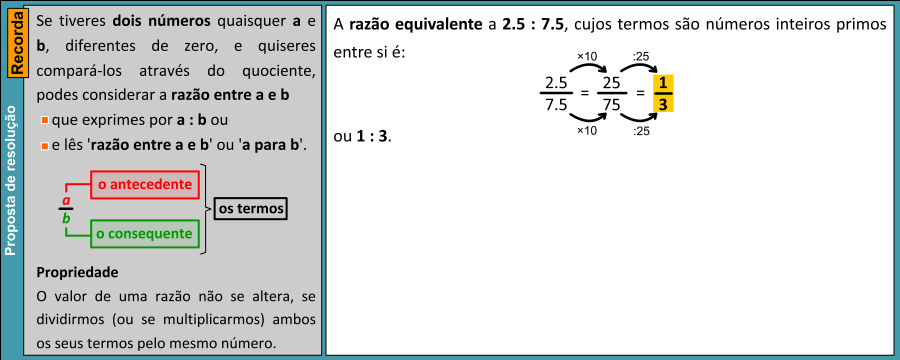 Proposta de resolução
Recorda
Se tiveres dois números quaisquer a e
b, diferentes de zero, e quiseres
compará-los através do quociente,
podes considerar a razão entre a e b
que exprimes por a : b ou
e lês 'razão entre a e b' ou 'a para b'.
a
b
o antecedente
o consequente
os termos
Propriedade
O valor de uma razão não se altera, se
dividirmos (ou se multiplicarmos) ambos
os seus termos pelo mesmo número.
A razão equivalente a 2.5 : 7.5, cujos termos são números inteiros primos
entre si é:
×10 :25
2.5/7.5 = 25/75 = 1/3
×10 :25
ou 1 : 3.